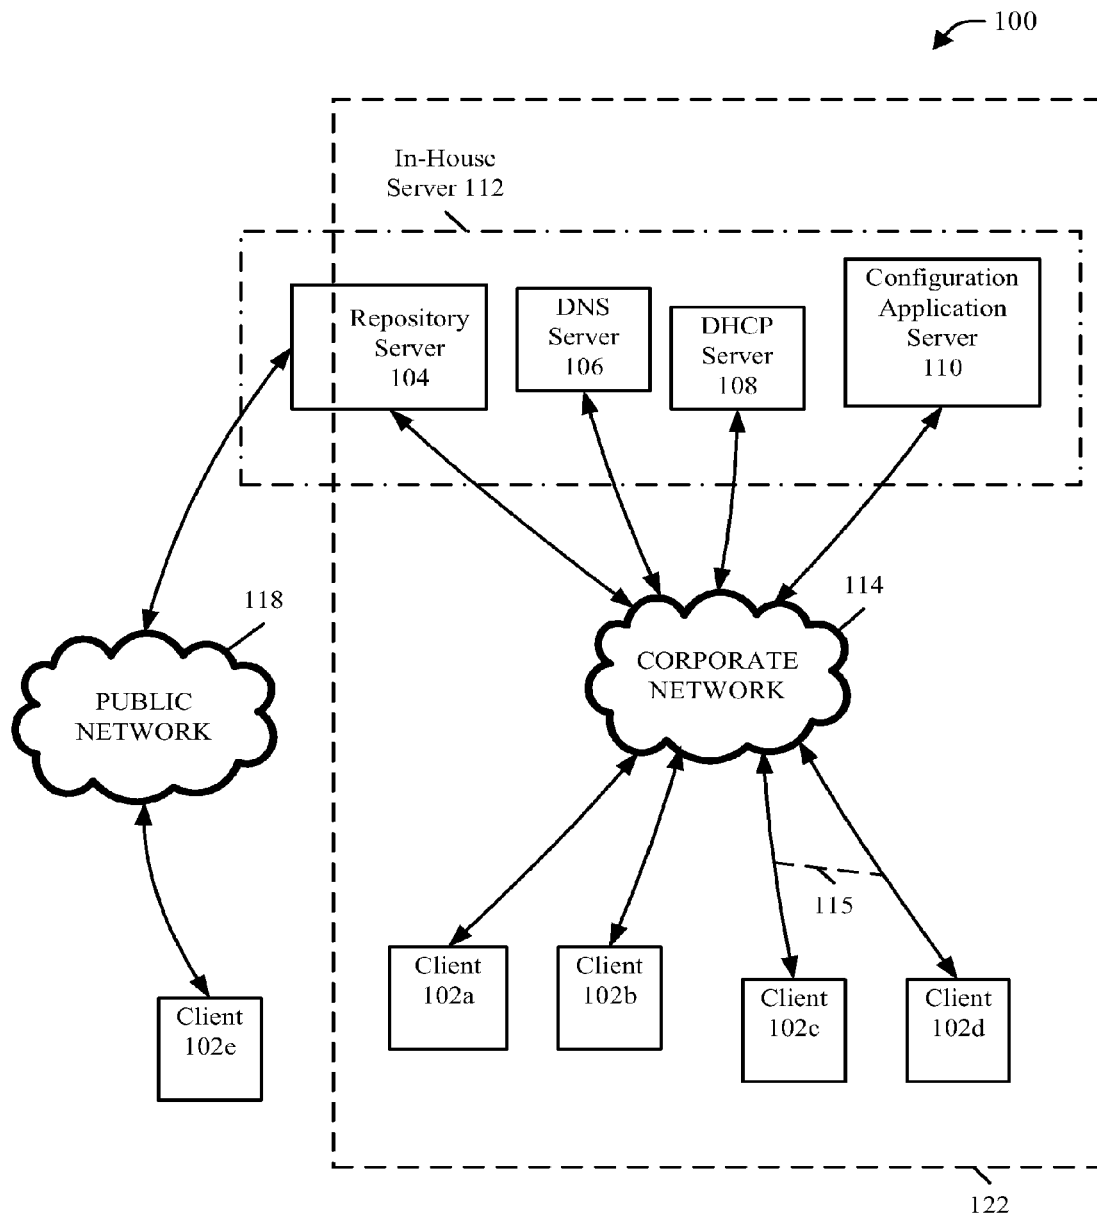 100
In-House
Server 112
Repository
Server
104
DNS
Server
106
DHCP
Server
108
Configuration
Application
Server
110
118
114
PUBLIC
NETWORK
CORPORATE
NETWORK
115
Client
102a
Client
102b
Client
102c
Client
102d
Client
102e
122